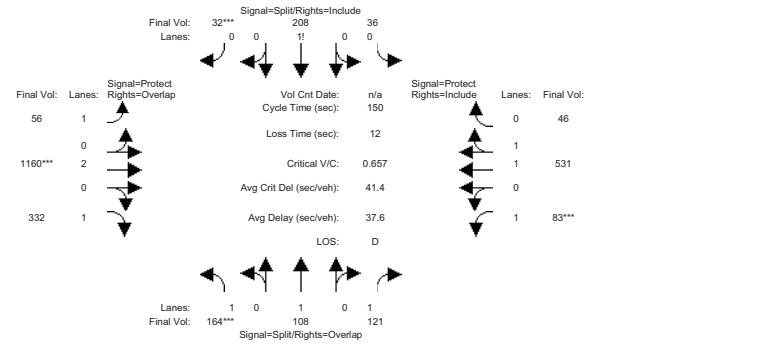 Signal=Split/Rights=Include
Final Vol: 32*** 208 36
Lanes: 0 0 1! 0 0
Signal=Protect Signal=Protect
Final Vol: Lanes: Rights=Overlap Vol Cnt Date: n/a Rights=Include Lanes: Final Vol:
Cycle Time (sec): 150
56 1 0 46
Loss Time (sec): 12
0 1
1160*** 2 Critical V/C: 0.657 1 531
0 Avg Crit Del (sec/veh): 41.4 0
332 1 Avg Delay (sec/veh): 37.6 1 83***
LOS: D
Lanes: 1 0 1 0 1
Final Vol: 164*** 108 121
Signal=Split/Rights=Overlap